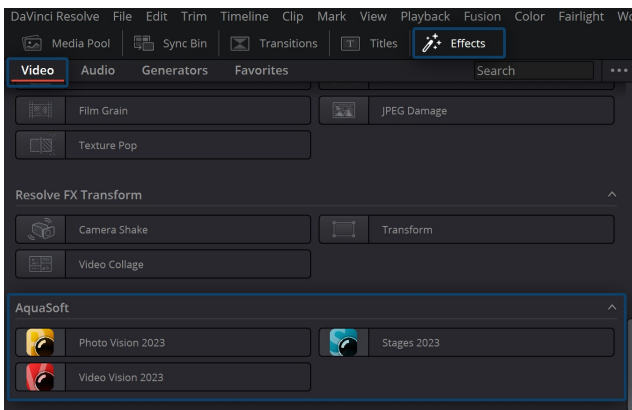 DaVinci Resolve File Edit Trim Timeline Clip Mark View Playback Fusion Color Fairlight
Media Pool Sync Bin Transitions Titles Effects
Video Audio Generators Favorites Search
Film Grain JPEG Damage
Texture Pop
Resolve FX Transform
Camera Shake Transform
Video Collage
AquaSoft
Photo Vision 2023 Stages 2023
Video Vision 2023